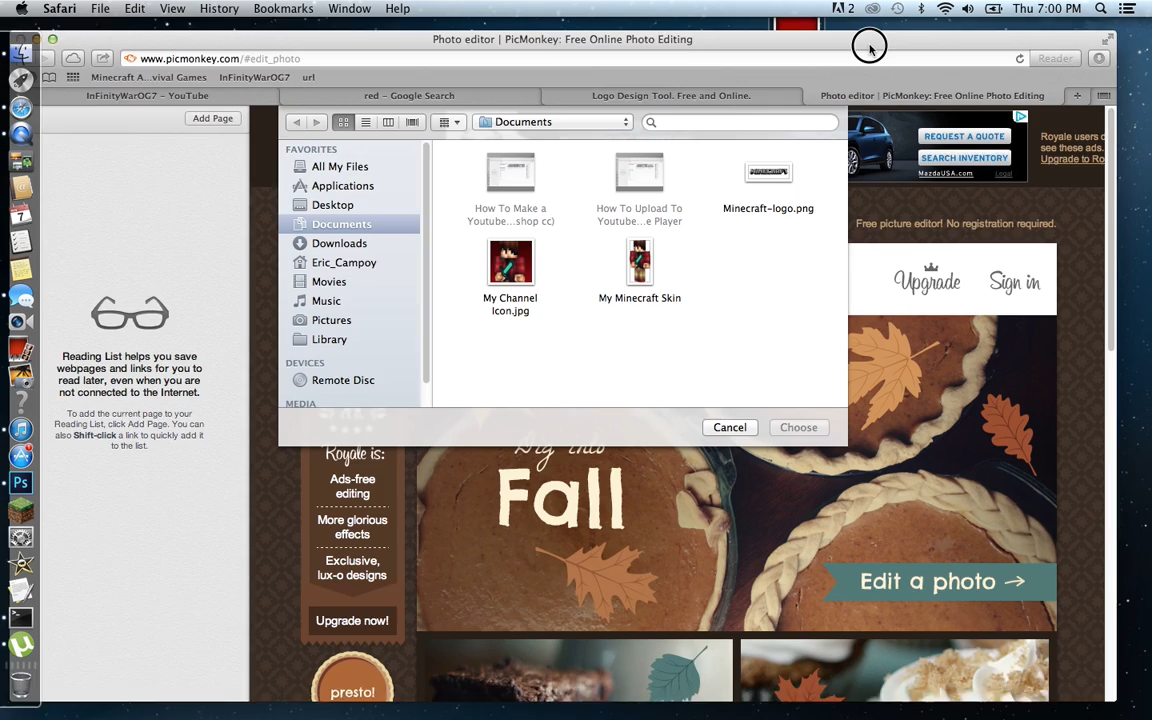 Safari File Edit View History Bookmarks Window Help
2 Thu 7:00 PM
Photo editor | PicMonkey: Free Online Photo Editing
www.picmonkey.com/#edit_photo
Reader
Minecraft A...vival Games InFinityWarOG7 url
InFinityWarOG7 - YouTube red - Google Search Logo Design Tool. Free and Online. Photo editor | PicMonkey: Free Online Photo Editing +
Add Page
Documents
FAVORITES
All My Files
Applications
Desktop
Documents
Downloads
Eric_Campoy
Movies
Music
Pictures
Library
DEVICES
Remote Disc
MEDIA
How To Make a
Youtube...shop cc)
How To Upload To
Youtube...e Player
Minecraft-logo.png
My Channel
Icon.jpg
My Minecraft Skin
Cancel Choose
REQUEST A QUOTE
SEARCH INVENTORY
MazdaUSA.com Legal
Royale users
see these ads.
Upgrade to Ro
Free picture editor! No registration required.
Upgrade Sign in
Reading List helps you save
webpages and links for you to
read later, even when you are
not connected to the Internet.
To add the current page to your
Reading List, click Add Page. You can
also Shift-click a link to quickly add it
to the list.
Royale is:
Ads-free
editing
More glorious
effects
Exclusive,
lux-o designs
Upgrade now!
presto!
Dig into
Fall
Edit a photo →
7
Ps